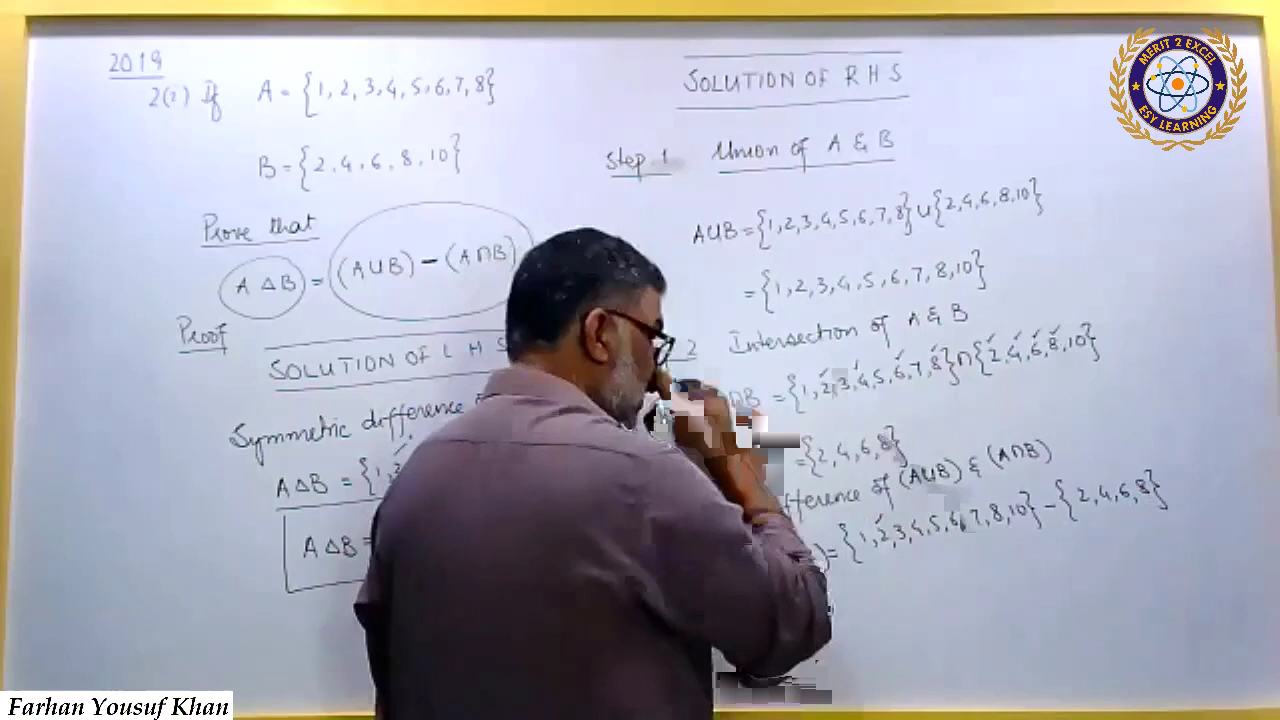 2019
2(i) If A = {1, 2, 3, 4, 5, 6, 7, 8}
B = {2, 4, 6, 8, 10}
Prove that
A Δ B = (A ∪ B) − (A ∩ B)
Proof
SOLUTION OF L H S
Symmetric difference
A Δ B = {1,
A Δ B =
SOLUTION OF R H S
Step 1 Union of A & B
A∪B = {1,2,3,4,5,6,7,8} ∪ {2,4,6,8,10}
= {1,2,3,4,5,6,7,8,10}
2 Intersection of A & B
∩B = {1,2,3,4,5,6,7,8} ∩ {2,4,6,8,10}
= {2,4,6,8}
fference of (A∪B) & (A∩B)
) = {1,2,3,4,5,6,7,8,10} − {2,4,6,8}
MERIT 2 EXCEL
ESY LEARNING
Farhan Yousuf Khan